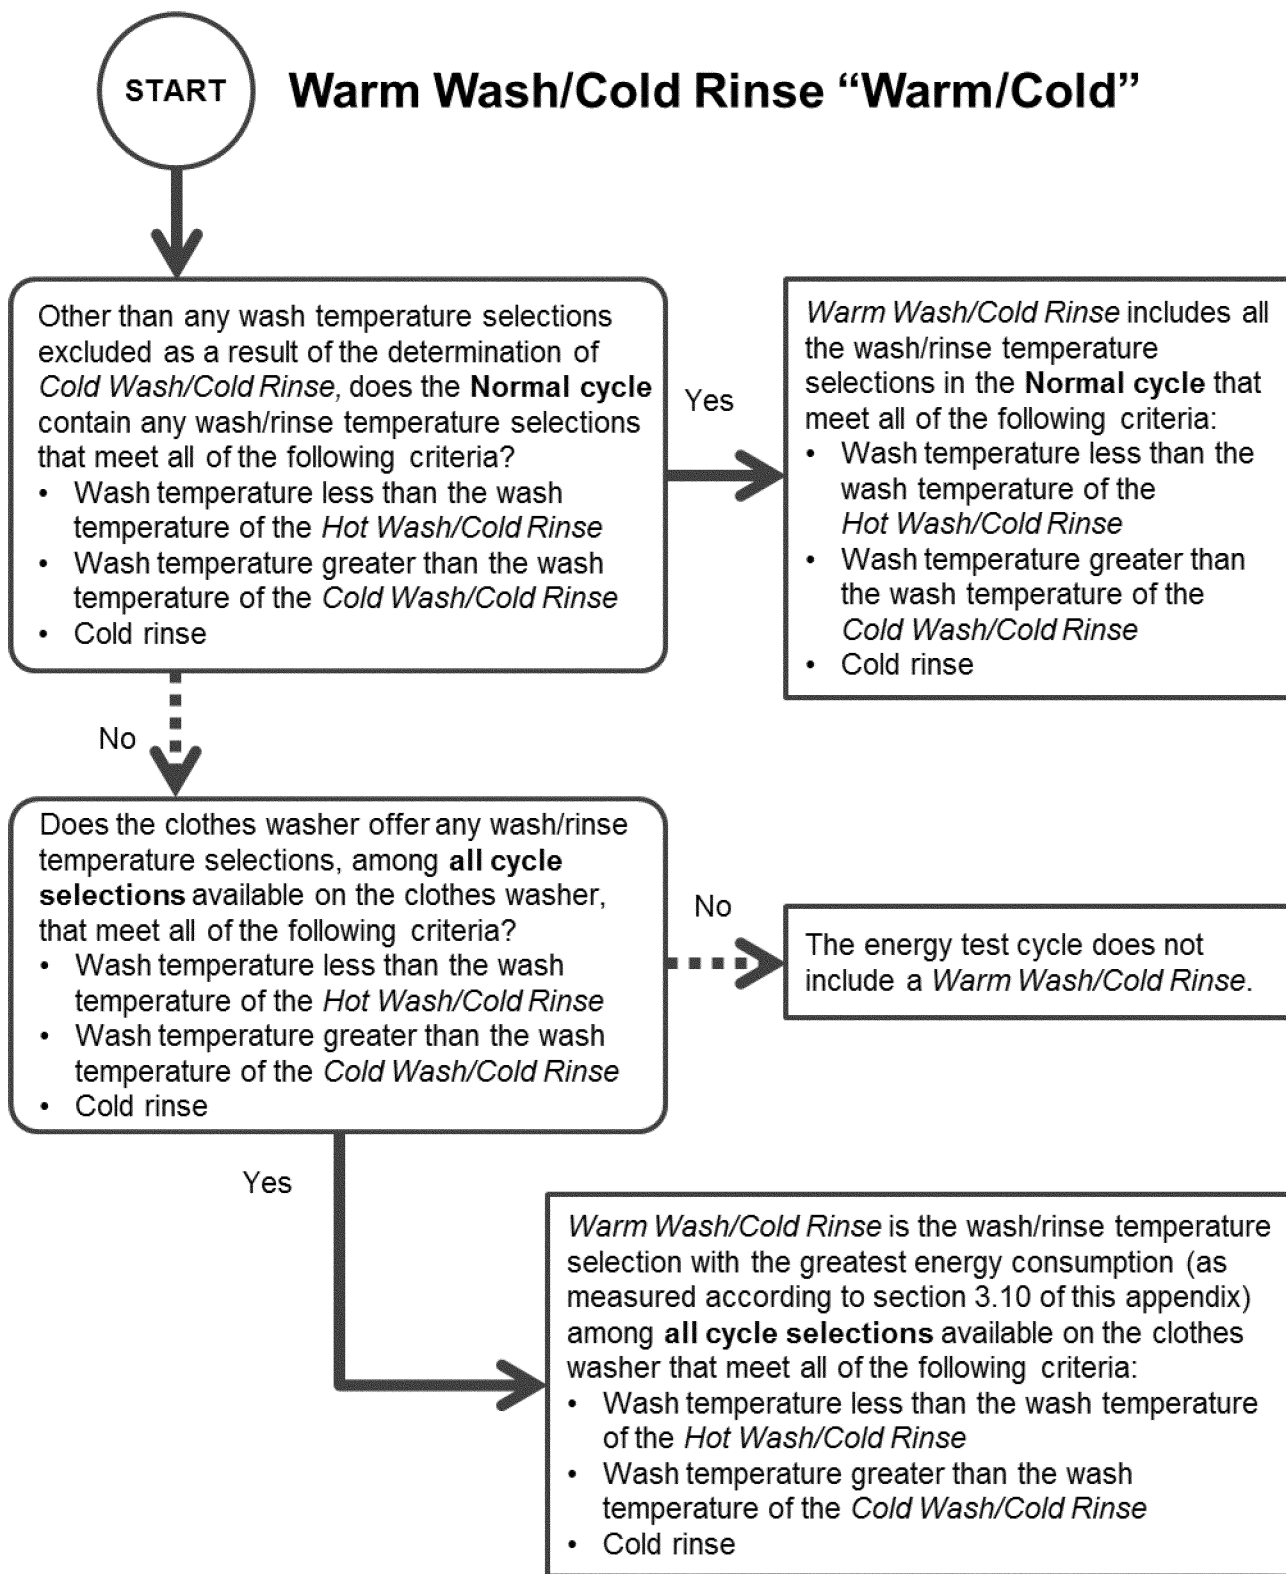 START
Warm Wash/Cold Rinse “Warm/Cold”
Other than any wash temperature selections
excluded as a result of the determination of
Cold Wash/Cold Rinse, does the Normal cycle
contain any wash/rinse temperature selections
that meet all of the following criteria?
• Wash temperature less than the wash
temperature of the Hot Wash/Cold Rinse
• Wash temperature greater than the wash
temperature of the Cold Wash/Cold Rinse
• Cold rinse
Yes
Warm Wash/Cold Rinse includes all
the wash/rinse temperature
selections in the Normal cycle that
meet all of the following criteria:
• Wash temperature less than the
wash temperature of the
Hot Wash/Cold Rinse
• Wash temperature greater than
the wash temperature of the
Cold Wash/Cold Rinse
• Cold rinse
No
Does the clothes washer offer any wash/rinse
temperature selections, among all cycle
selections available on the clothes washer,
that meet all of the following criteria?
• Wash temperature less than the wash
temperature of the Hot Wash/Cold Rinse
• Wash temperature greater than the wash
temperature of the Cold Wash/Cold Rinse
• Cold rinse
No
The energy test cycle does not
include a Warm Wash/Cold Rinse.
Yes
Warm Wash/Cold Rinse is the wash/rinse temperature
selection with the greatest energy consumption (as
measured according to section 3.10 of this appendix)
among all cycle selections available on the clothes
washer that meet all of the following criteria:
• Wash temperature less than the wash temperature
of the Hot Wash/Cold Rinse
• Wash temperature greater than the wash
temperature of the Cold Wash/Cold Rinse
• Cold rinse